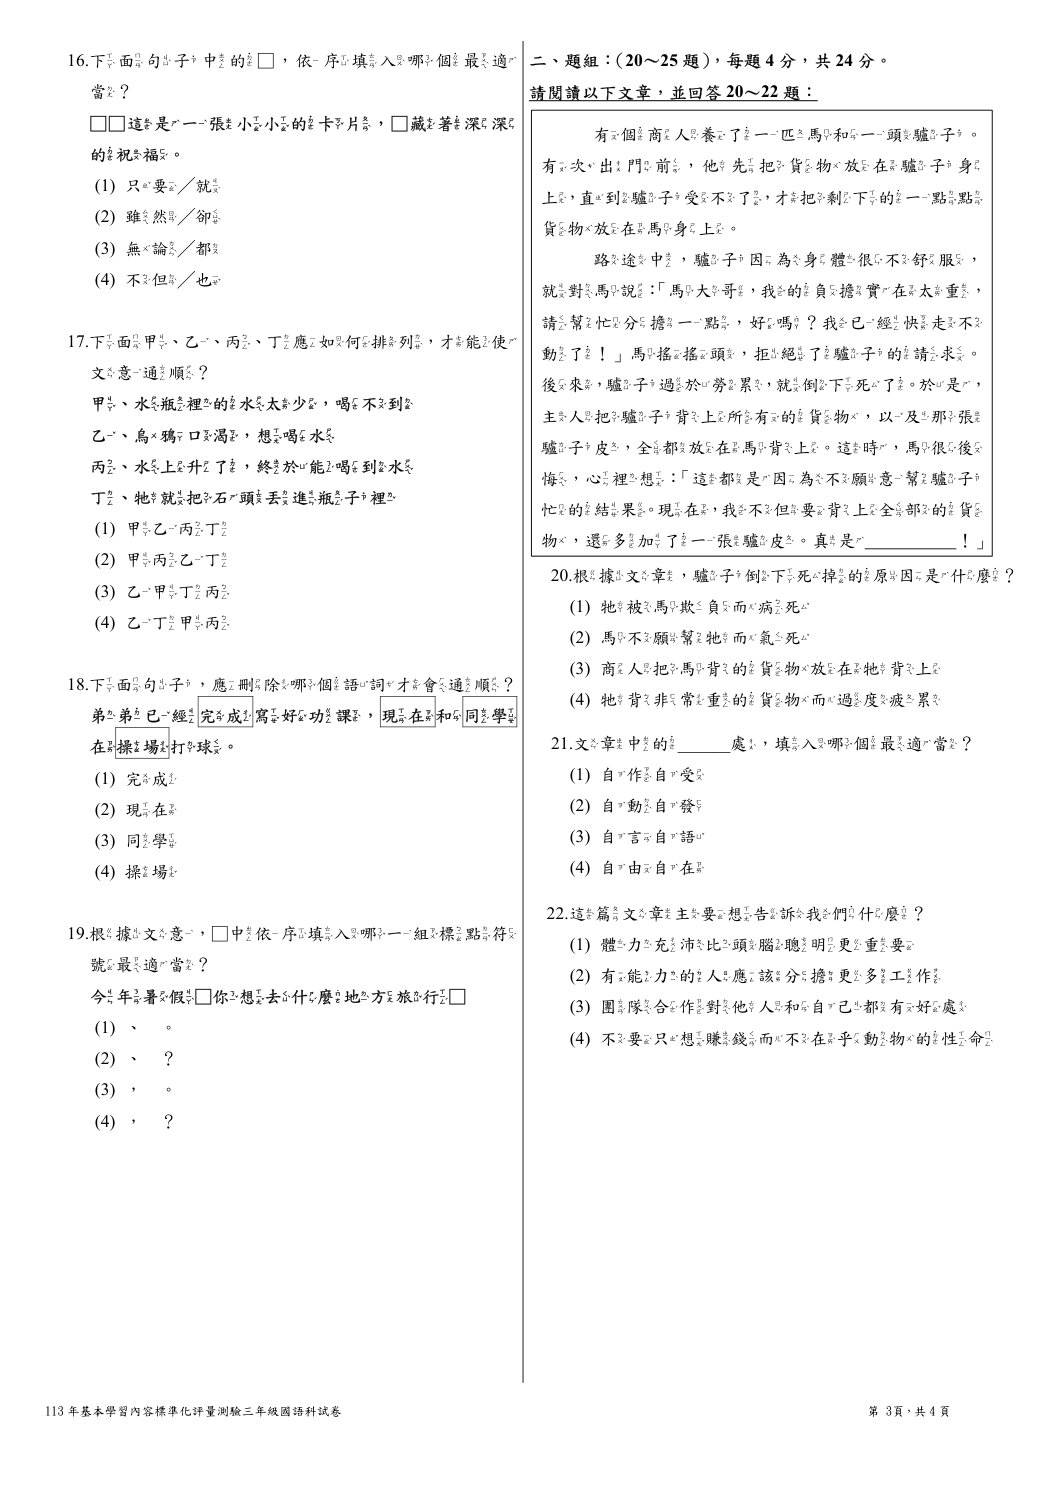 16.下面句子中的□，依序填入哪個最適
當？
□□這是一張小小的卡片，□藏著深深
的祝福。
(1) 只要／就
(2) 雖然／卻
(3) 無論／都
(4) 不但／也
17.下面甲、乙、丙、丁應如何排列，才能使
文意通順？
甲、水瓶裡的水太少，喝不到
乙、烏鴉口渴，想喝水
丙、水上升了，終於能喝到水
丁、牠就把石頭丟進瓶子裡
(1) 甲乙丙丁
(2) 甲丙乙丁
(3) 乙甲丁丙
(4) 乙丁甲丙
18.下面句子，應刪除哪個語詞才會通順？
弟弟已經完成寫好功課，現在和同學
在操場打球。
(1) 完成
(2) 現在
(3) 同學
(4) 操場
19.根據文意，□中依序填入哪一組標點符
號最適當？
今年暑假□你想去什麼地方旅行□
(1) 、 。
(2) 、 ？
(3) ， 。
(4) ， ？
二、題組：（20～25 題），每題 4 分，共 24 分。
請閱讀以下文章，並回答 20～22 題：
有一個商人養了一匹馬和一頭驢子。
有次出門前，他先把貨物放在驢子身
上，直到驢子受不了了，才把剩下的一點點
貨物放在馬身上。
路途中，驢子因為身體很不舒服，
就對馬說：「馬大哥，我的負擔實在太重，
請幫忙分擔一點，好嗎？我已經快走不
動了！」馬搖搖頭，拒絕了驢子的請求。
後來，驢子過於勞累，就倒下死了。於是，
主人把驢子背上所有的貨物，以及那張
驢子皮，全都放在馬背上。這時，馬很後
悔，心裡想：「這都是因為不願意幫驢子
忙的結果。現在，我不但要背上全部的貨
物，還多加了一張驢皮。真是＿＿＿＿＿！」
20.根據文章，驢子倒下死掉的原因是什麼？
(1) 牠被馬欺負而病死
(2) 馬不願幫牠而氣死
(3) 商人把馬背的貨物放在牠背上
(4) 牠背非常重的貨物而過度疲累
21.文章中的＿＿＿處，填入哪個最適當？
(1) 自作自受
(2) 自動自發
(3) 自言自語
(4) 自由自在
22.這篇文章主要想告訴我們什麼？
(1) 體力充沛比頭腦聰明更重要
(2) 有能力的人應該分擔更多工作
(3) 團隊合作對他人和自己都有好處
(4) 不要只想賺錢而不在乎動物的性命
113 年基本學習內容標準化評量測驗三年級國語科試卷
第 3頁，共 4 頁